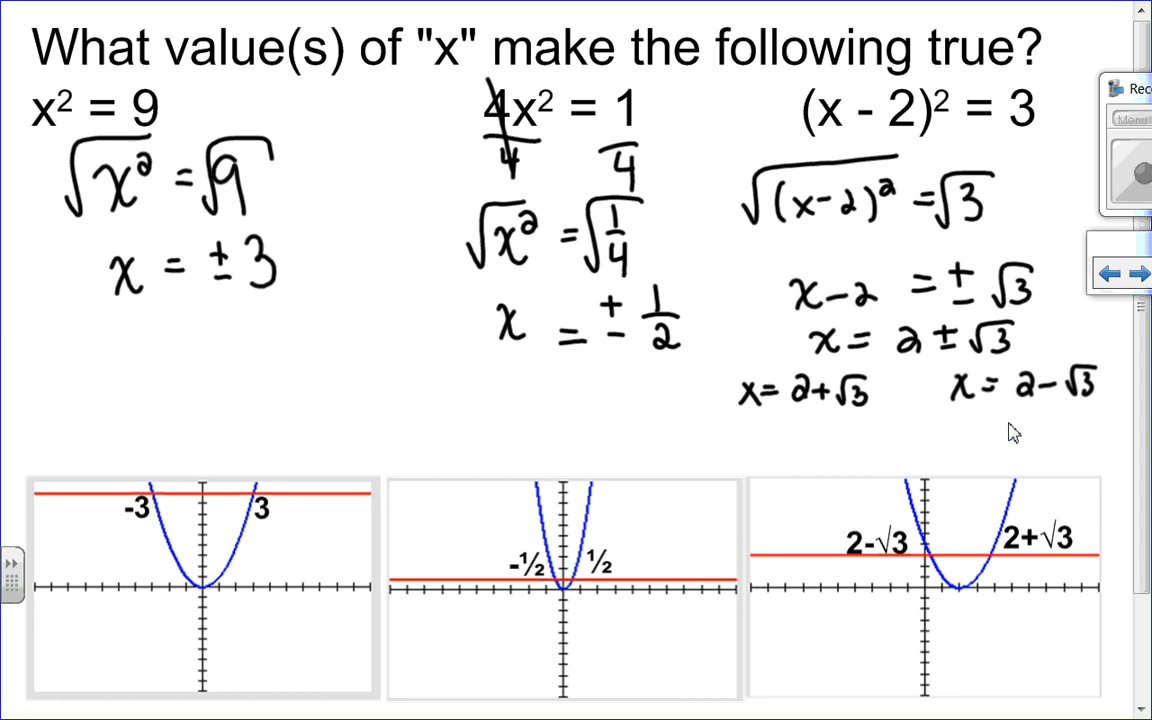 What value(s) of "x" make the following true?
x² = 9
√x² = √9
x = ±3
4x² = 1
4 4
√x² = √1/4
x = ± 1/2
(x - 2)² = 3
√(x-2)² = √3
x-2 = ± √3
x = 2 ± √3
x = 2+√3 x = 2-√3
-3 3
-½ ½
2-√3 2+√3
Rec
Menu